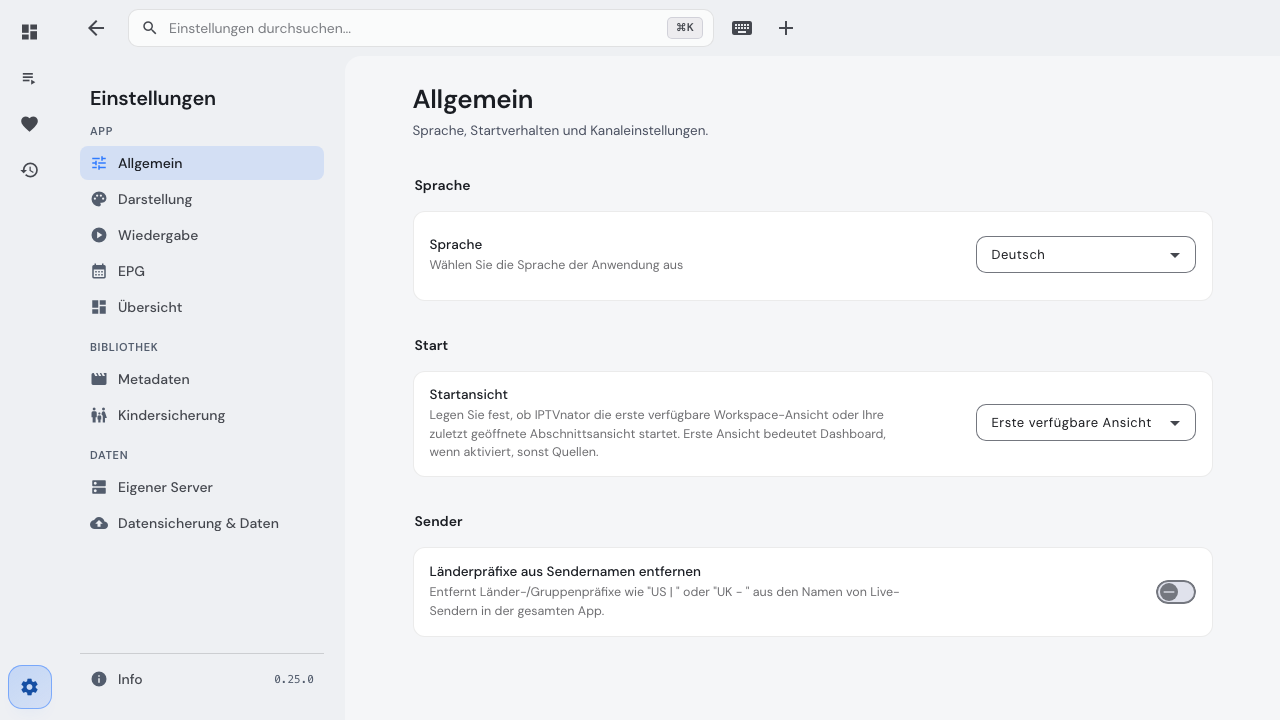 Einstellungen durchsuchen...
⌘K
Einstellungen
APP
Allgemein
Darstellung
Wiedergabe
EPG
Übersicht
BIBLIOTHEK
Metadaten
Kindersicherung
DATEN
Eigener Server
Datensicherung & Daten
Info
0.25.0
Allgemein
Sprache, Startverhalten und Kanaleinstellungen.
Sprache
Sprache
Wählen Sie die Sprache der Anwendung aus
Deutsch
Start
Startansicht
Legen Sie fest, ob IPTVnator die erste verfügbare Workspace-Ansicht oder Ihre
zuletzt geöffnete Abschnittsansicht startet. Erste Ansicht bedeutet Dashboard,
wenn aktiviert, sonst Quellen.
Erste verfügbare Ansicht
Sender
Länderpräfixe aus Sendernamen entfernen
Entfernt Länder-/Gruppenpräfixe wie "US | " oder "UK - " aus den Namen von Live-
Sendern in der gesamten App.